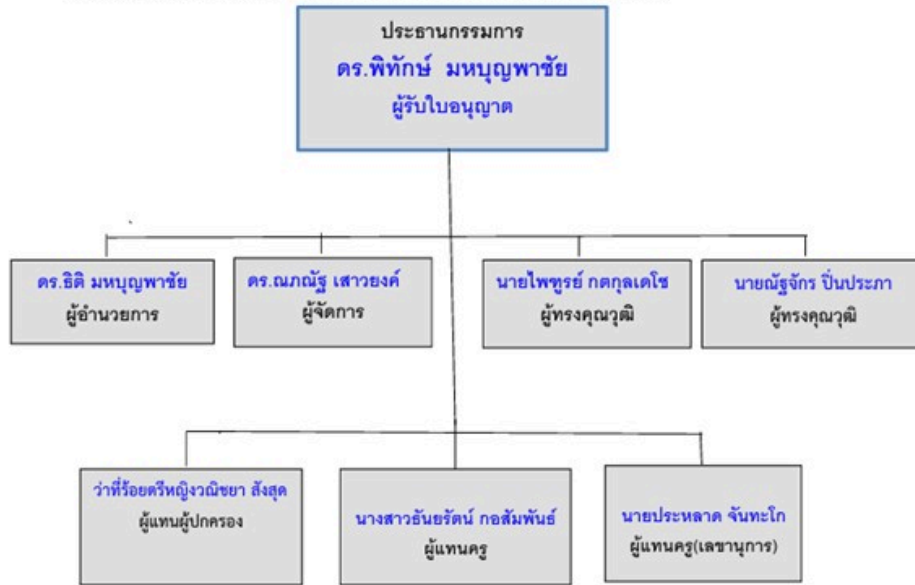 ประธานกรรมการ
ดร.พิทักษ์ มหบุญพาชัย
ผู้รับใบอนุญาต
ดร.ธิติ มหบุญพาชัย
ผู้อำนวยการ
ดร.ณภณัฐ เสาวยงค์
ผู้จัดการ
นายไพฑูรย์ กตกุลเดโช
ผู้ทรงคุณวุฒิ
นายณัฐจักร ปิ่นประภา
ผู้ทรงคุณวุฒิ
ว่าที่ร้อยตรีหญิงวณิชยา สังสุด
ผู้แทนผู้ปกครอง
นางสาวธันยรัตน์ กอสัมพันธ์
ผู้แทนครู
นายประหลาด จันทะโก
ผู้แทนครู(เลขานุการ)